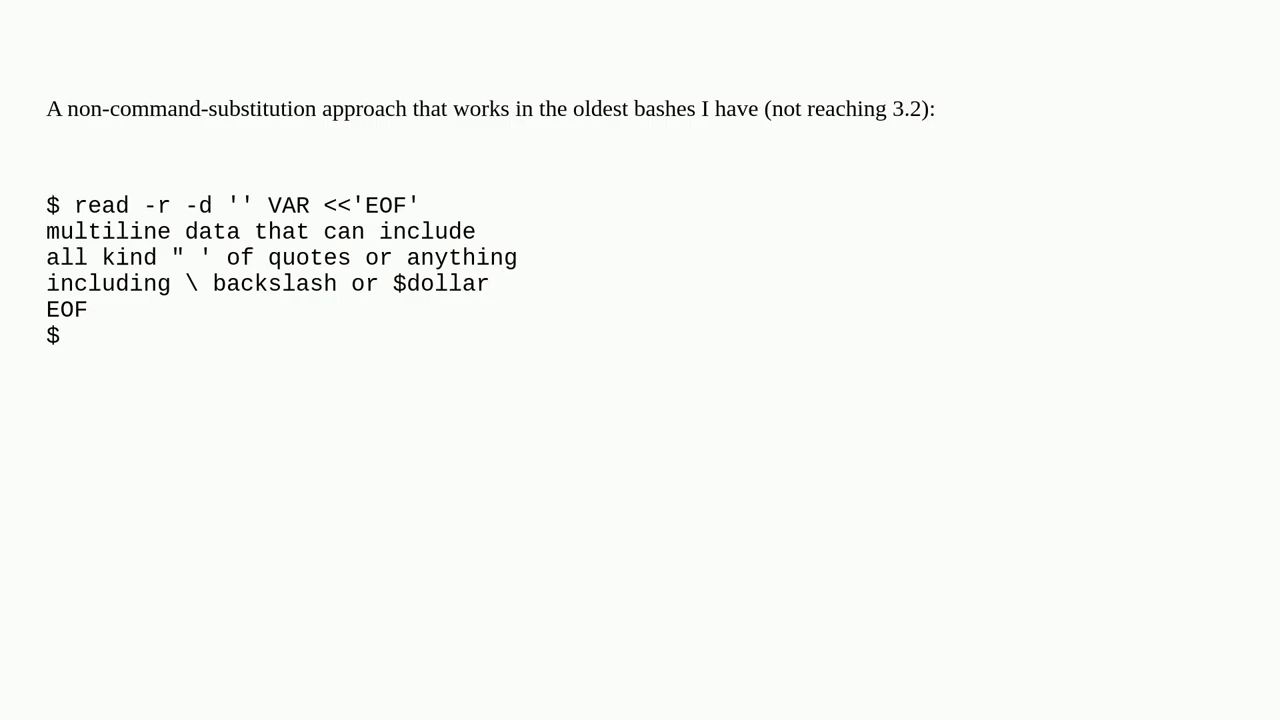 A non-command-substitution approach that works in the oldest bashes I have (not reaching 3.2):
$ read -r -d '' VAR <<'EOF'
multiline data that can include
all kind " ' of quotes or anything
including \ backslash or $dollar
EOF
$